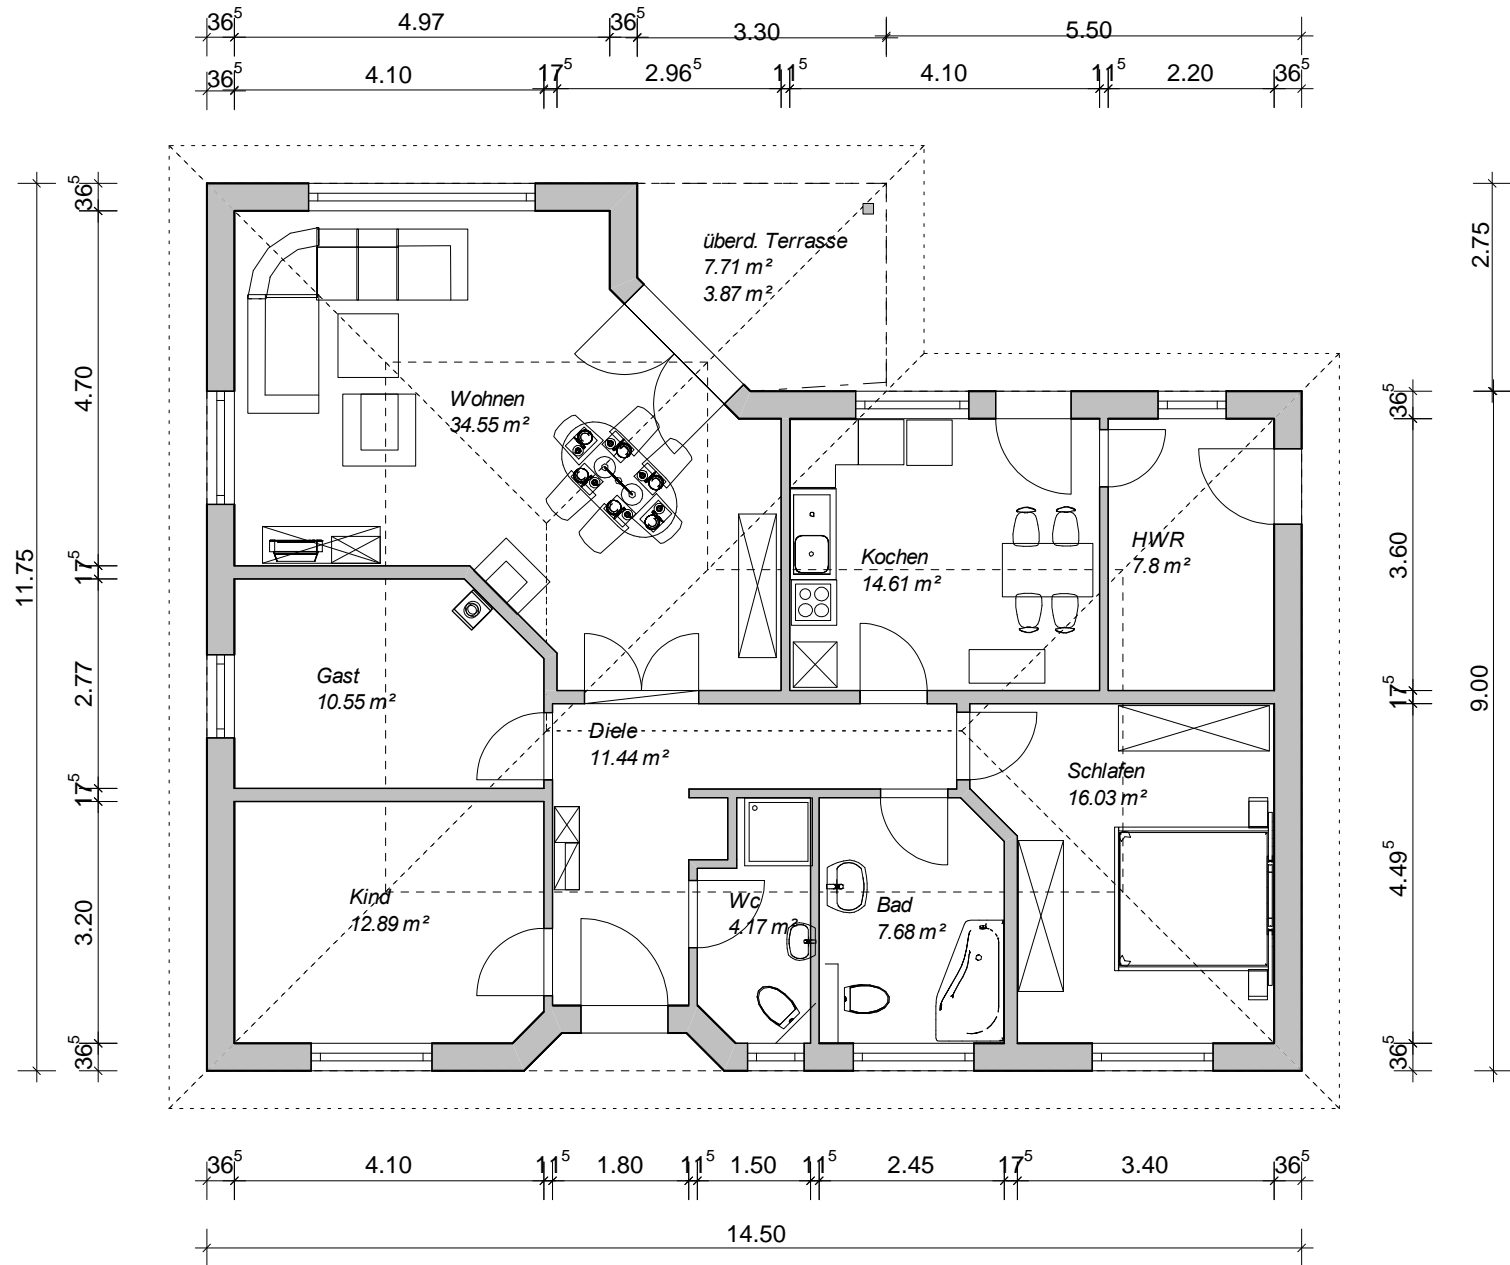 36⁵ 4.97 36⁵ 3.30 5.50
36⁵ 4.10 17⁵ 2.96⁵ 11⁵ 4.10 11⁵ 2.20 36⁵
36⁵
4.70
17⁵
2.77
17⁵
3.20
36⁵
11.75
überd. Terrasse
7.71 m²
3.87 m²
Wohnen
34.55 m²
Kochen
14.61 m²
HWR
7.8 m²
Gast
10.55 m²
Diele
11.44 m²
Schlafen
16.03 m²
Kind
12.89 m²
Wc
4.17 m²
Bad
7.68 m²
2.75
9.00
36⁵
3.60
17⁵
4.49⁵
36⁵
36⁵ 4.10 11⁵ 1.80 11⁵ 1.50 11⁵ 2.45 17⁵ 3.40 36⁵
14.50